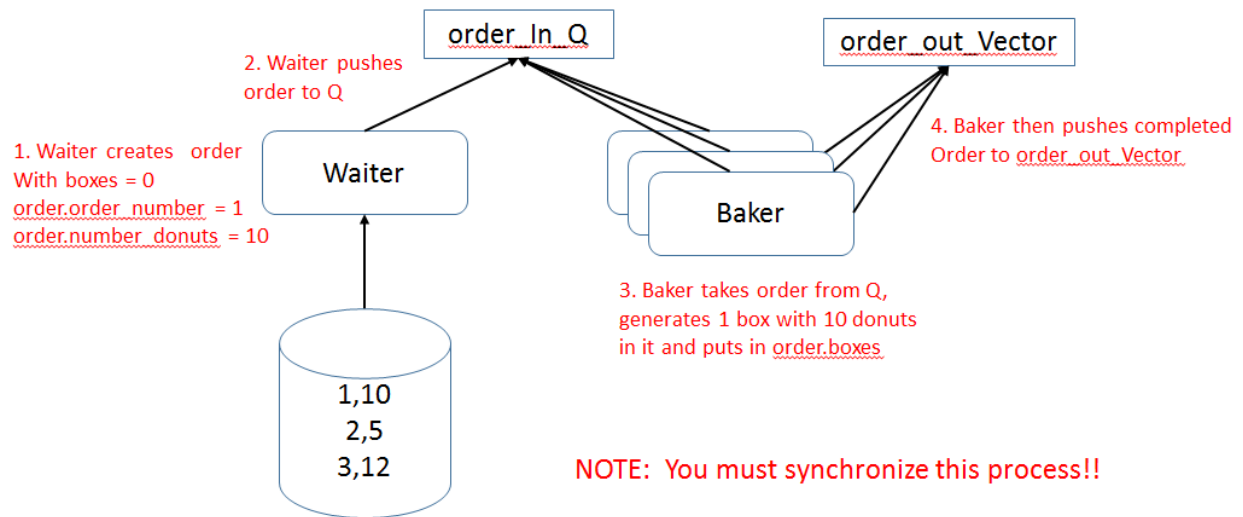 order_In_Q
order_out_Vector
2. Waiter pushes
order to Q
1. Waiter creates order
With boxes = 0
order.order_number = 1
order.number_donuts = 10
Waiter
Baker
4. Baker then pushes completed
Order to order_out_Vector
3. Baker takes order from Q,
generates 1 box with 10 donuts
in it and puts in order.boxes
1,10
2,5
3,12
NOTE: You must synchronize this process!!